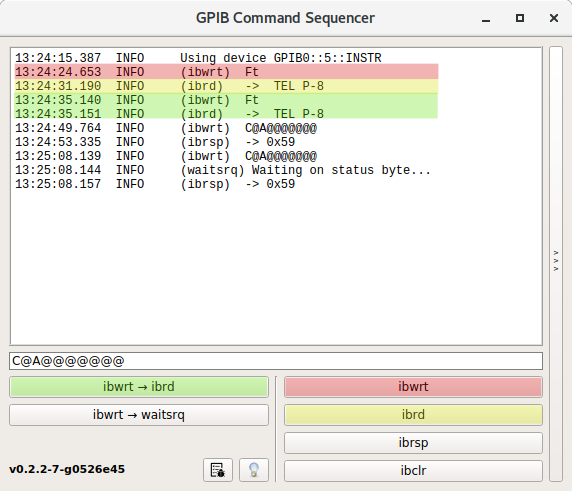 GPIB Command Sequencer
13:24:15.387  INFO     Using device GPIB0::5::INSTR
13:24:24.653  INFO     (ibwrt)  Ft
13:24:31.190  INFO     (ibrd)  ->  TEL P-8
13:24:35.140  INFO     (ibwrt)  Ft
13:24:35.151  INFO     (ibrd)  ->  TEL P-8
13:24:49.764  INFO     (ibwrt)  C@A@@@@@@@
13:24:53.335  INFO     (ibrsp)  -> 0x59
13:25:08.139  INFO     (ibwrt)  C@A@@@@@@@
13:25:08.144  INFO     (waitsrq) Waiting on status byte...
13:25:08.157  INFO     (ibrsp)  -> 0x59
>
>
>
C@A@@@@@@@
ibwrt → ibrd
ibwrt
ibwrt → waitsrq
ibrd
ibrsp
v0.2.2-7-g0526e45
ibclr